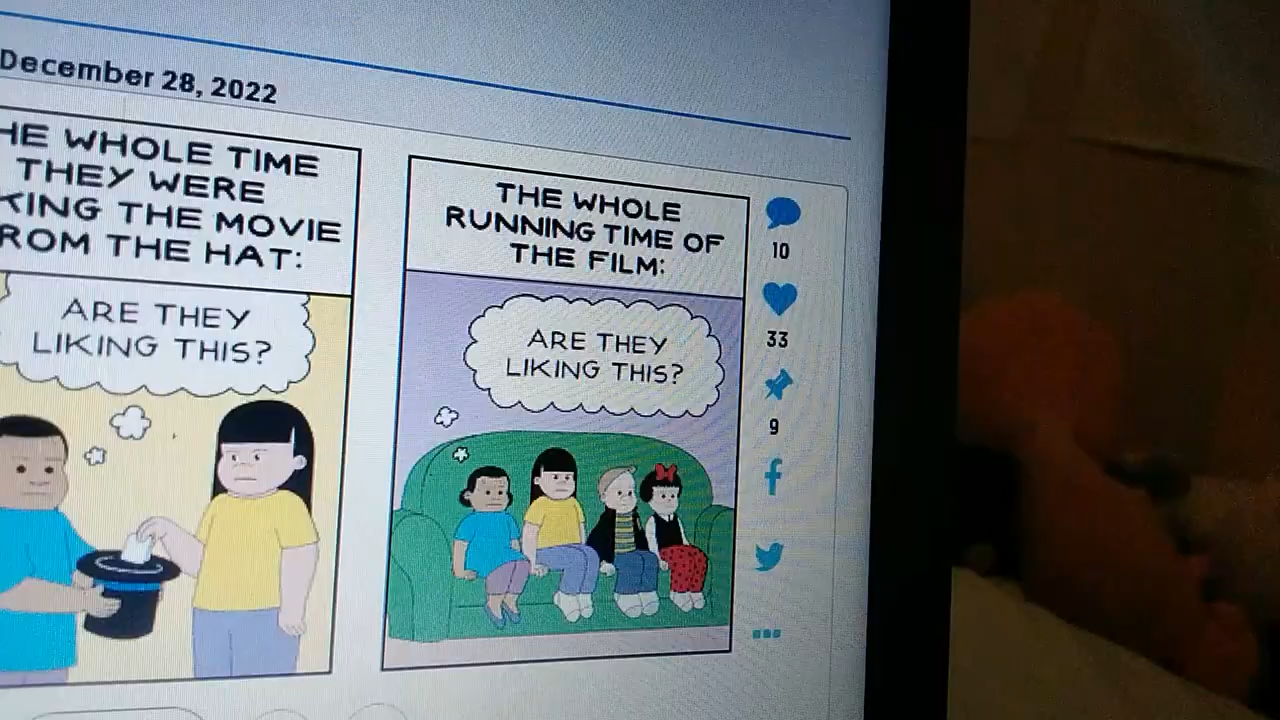 December 28, 2022
HE WHOLE TIME
THEY WERE
KING THE MOVIE
ROM THE HAT:
ARE THEY
LIKING THIS?
THE WHOLE
RUNNING TIME OF
THE FILM:
ARE THEY
LIKING THIS?
10
33
9